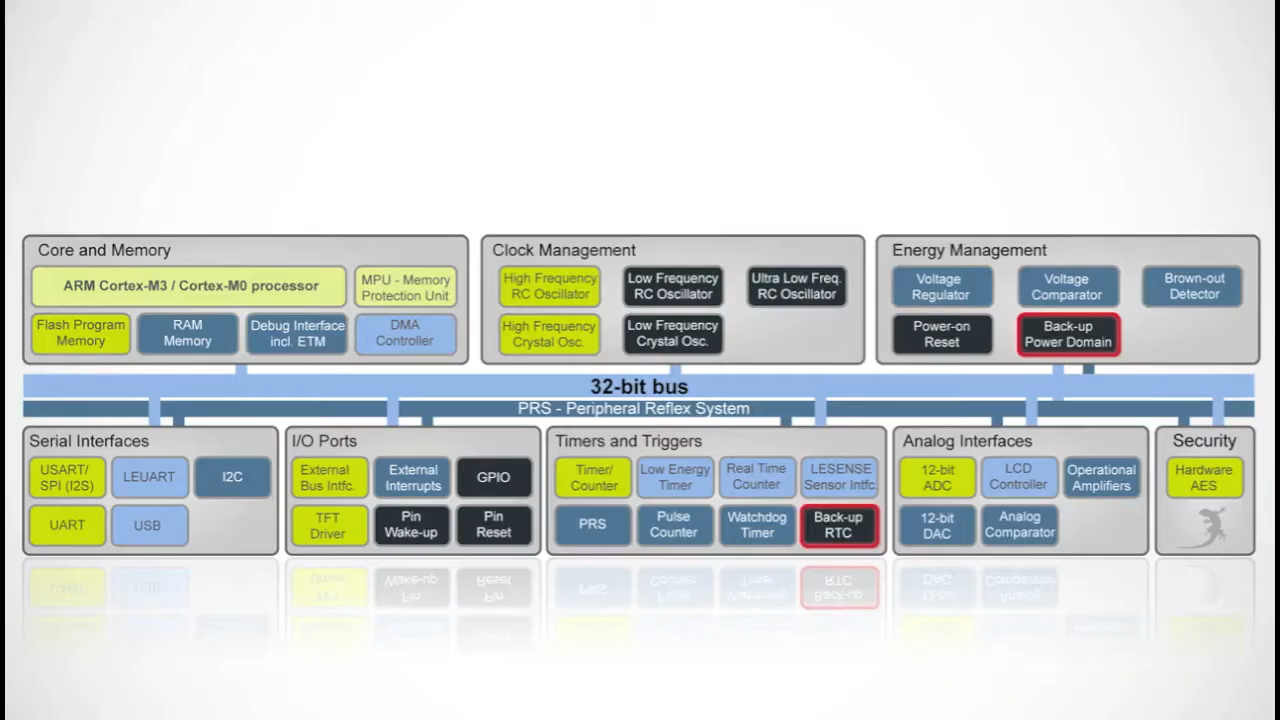 Core and Memory
ARM Cortex-M3 / Cortex-M0 processor
MPU - Memory
Protection Unit
Flash Program
Memory
RAM
Memory
Debug Interface
incl. ETM
DMA
Controller
Clock Management
High Frequency
RC Oscillator
Low Frequency
RC Oscillator
Ultra Low Freq.
RC Oscillator
High Frequency
Crystal Osc.
Low Frequency
Crystal Osc.
Energy Management
Voltage
Regulator
Voltage
Comparator
Brown-out
Detector
Power-on
Reset
Back-up
Power Domain
32-bit bus
PRS - Peripheral Reflex System
Serial Interfaces
USART/
SPI (I2S)
LEUART
I2C
UART
USB
I/O Ports
External
Bus Intfc.
External
Interrupts
GPIO
TFT
Driver
Pin
Wake-up
Pin
Reset
Timers and Triggers
Timer/
Counter
Low Energy
Timer
Real Time
Counter
LESENSE
Sensor Intfc.
PRS
Pulse
Counter
Watchdog
Timer
Back-up
RTC
Analog Interfaces
12-bit
ADC
LCD
Controller
Operational
Amplifiers
12-bit
DAC
Analog
Comparator
Security
Hardware
AES